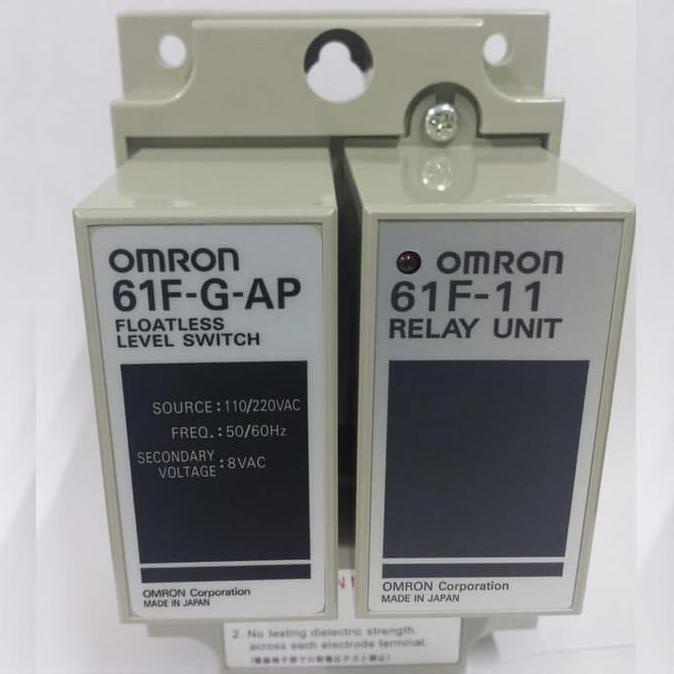 OMRON
61F-G-AP
FLOATLESS
LEVEL SWITCH
SOURCE : 110/220VAC
FREQ. : 50/60Hz
SECONDARY
VOLTAGE : 8VAC
OMRON Corporation
MADE IN JAPAN
OMRON
61F-11
RELAY UNIT
OMRON Corporation
MADE IN JAPAN
2. No testing dielectric strength.
across each electrode terminal.